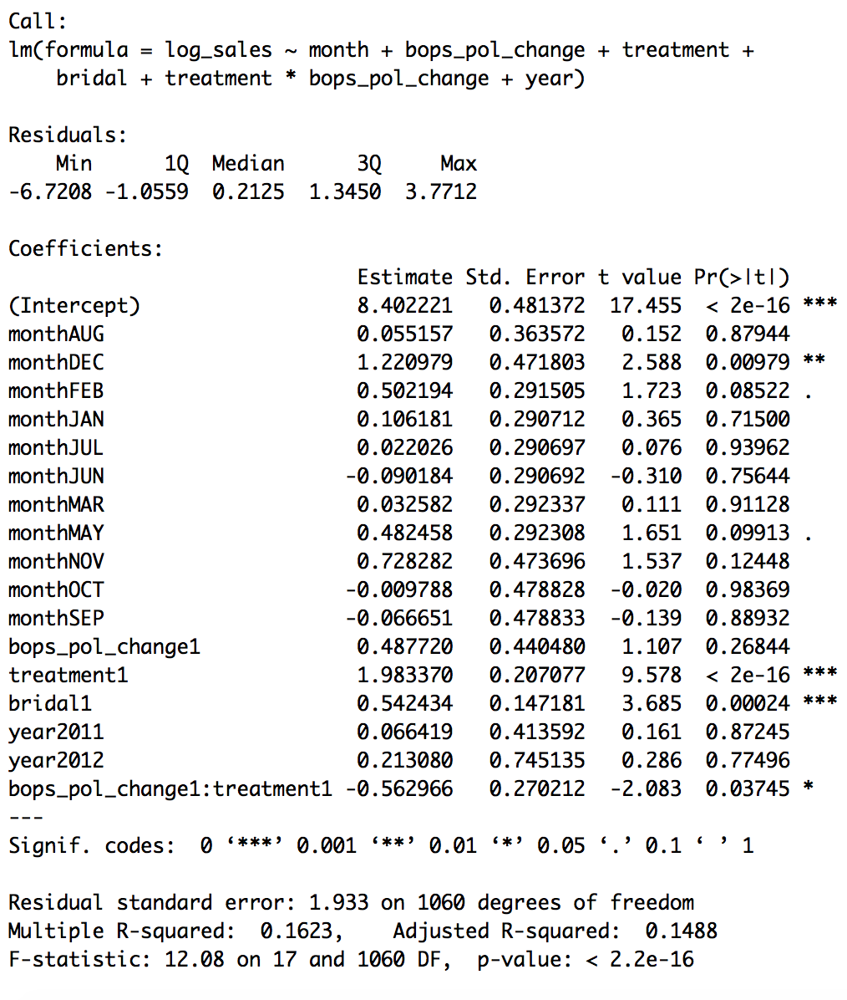 Call:
lm(formula = log_sales ~ month + bops_pol_change + treatment +
    bridal + treatment * bops_pol_change + year)

Residuals:
    Min      1Q  Median      3Q     Max
-6.7208 -1.0559  0.2125  1.3450  3.7712

Coefficients:
                             Estimate Std. Error t value Pr(>|t|)
(Intercept)                  8.402221   0.481372  17.455  < 2e-16 ***
monthAUG                     0.055157   0.363572   0.152  0.87944
monthDEC                     1.220979   0.471803   2.588  0.00979 **
monthFEB                     0.502194   0.291505   1.723  0.08522 .
monthJAN                     0.106181   0.290712   0.365  0.71500
monthJUL                     0.022026   0.290697   0.076  0.93962
monthJUN                    -0.090184   0.290692  -0.310  0.75644
monthMAR                     0.032582   0.292337   0.111  0.91128
monthMAY                     0.482458   0.292308   1.651  0.09913 .
monthNOV                     0.728282   0.473696   1.537  0.12448
monthOCT                    -0.009788   0.478828  -0.020  0.98369
monthSEP                    -0.066651   0.478833  -0.139  0.88932
bops_pol_change1             0.487720   0.440480   1.107  0.26844
treatment1                   1.983370   0.207077   9.578  < 2e-16 ***
bridal1                      0.542434   0.147181   3.685  0.00024 ***
year2011                     0.066419   0.413592   0.161  0.87245
year2012                     0.213080   0.745135   0.286  0.77496
bops_pol_change1:treatment1 -0.562966   0.270212  -2.083  0.03745 *
---
Signif. codes:  0 ‘***’ 0.001 ‘**’ 0.01 ‘*’ 0.05 ‘.’ 0.1 ‘ ’ 1

Residual standard error: 1.933 on 1060 degrees of freedom
Multiple R-squared:  0.1623,    Adjusted R-squared:  0.1488
F-statistic: 12.08 on 17 and 1060 DF,  p-value: < 2.2e-16